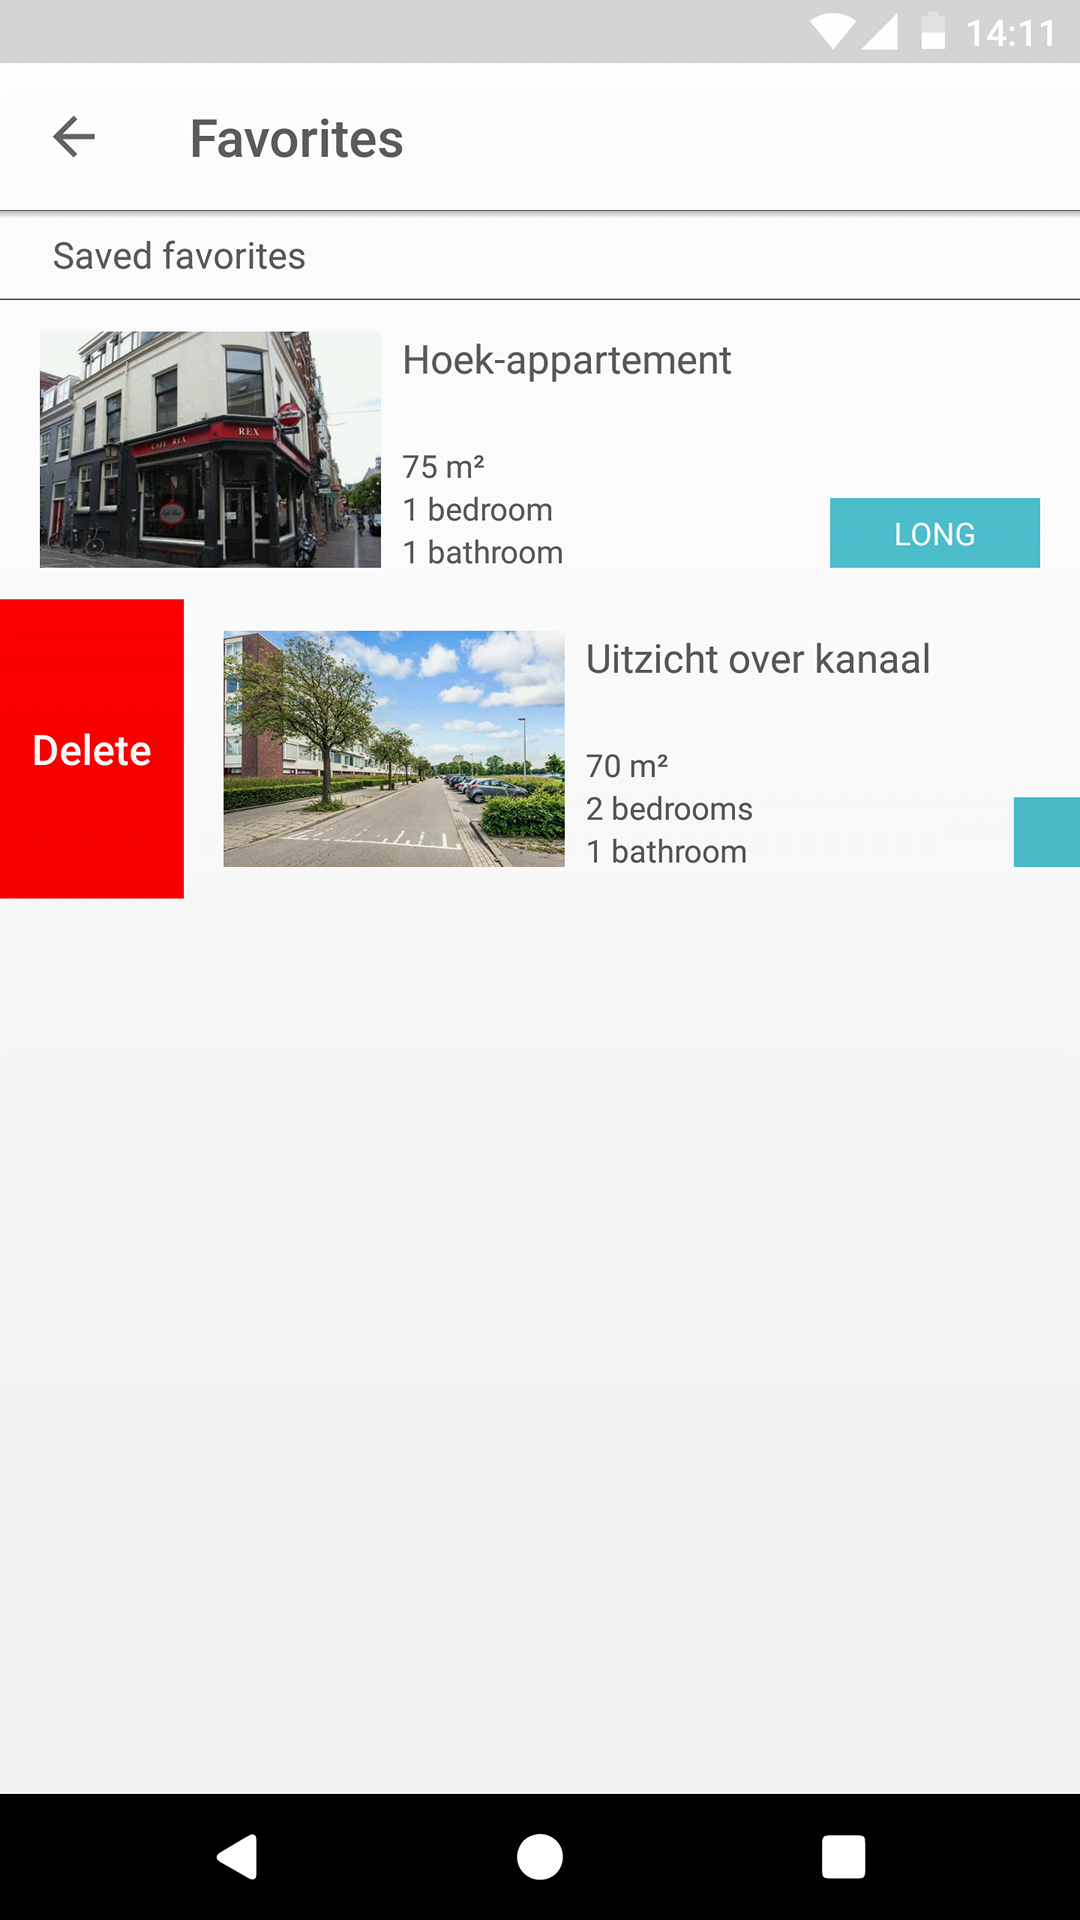 14:11
Favorites
Saved favorites
Hoek-appartement
75 m²
1 bedroom
1 bathroom
LONG
CAFE REX
REX
Delete
Uitzicht over kanaal
70 m²
2 bedrooms
1 bathroom